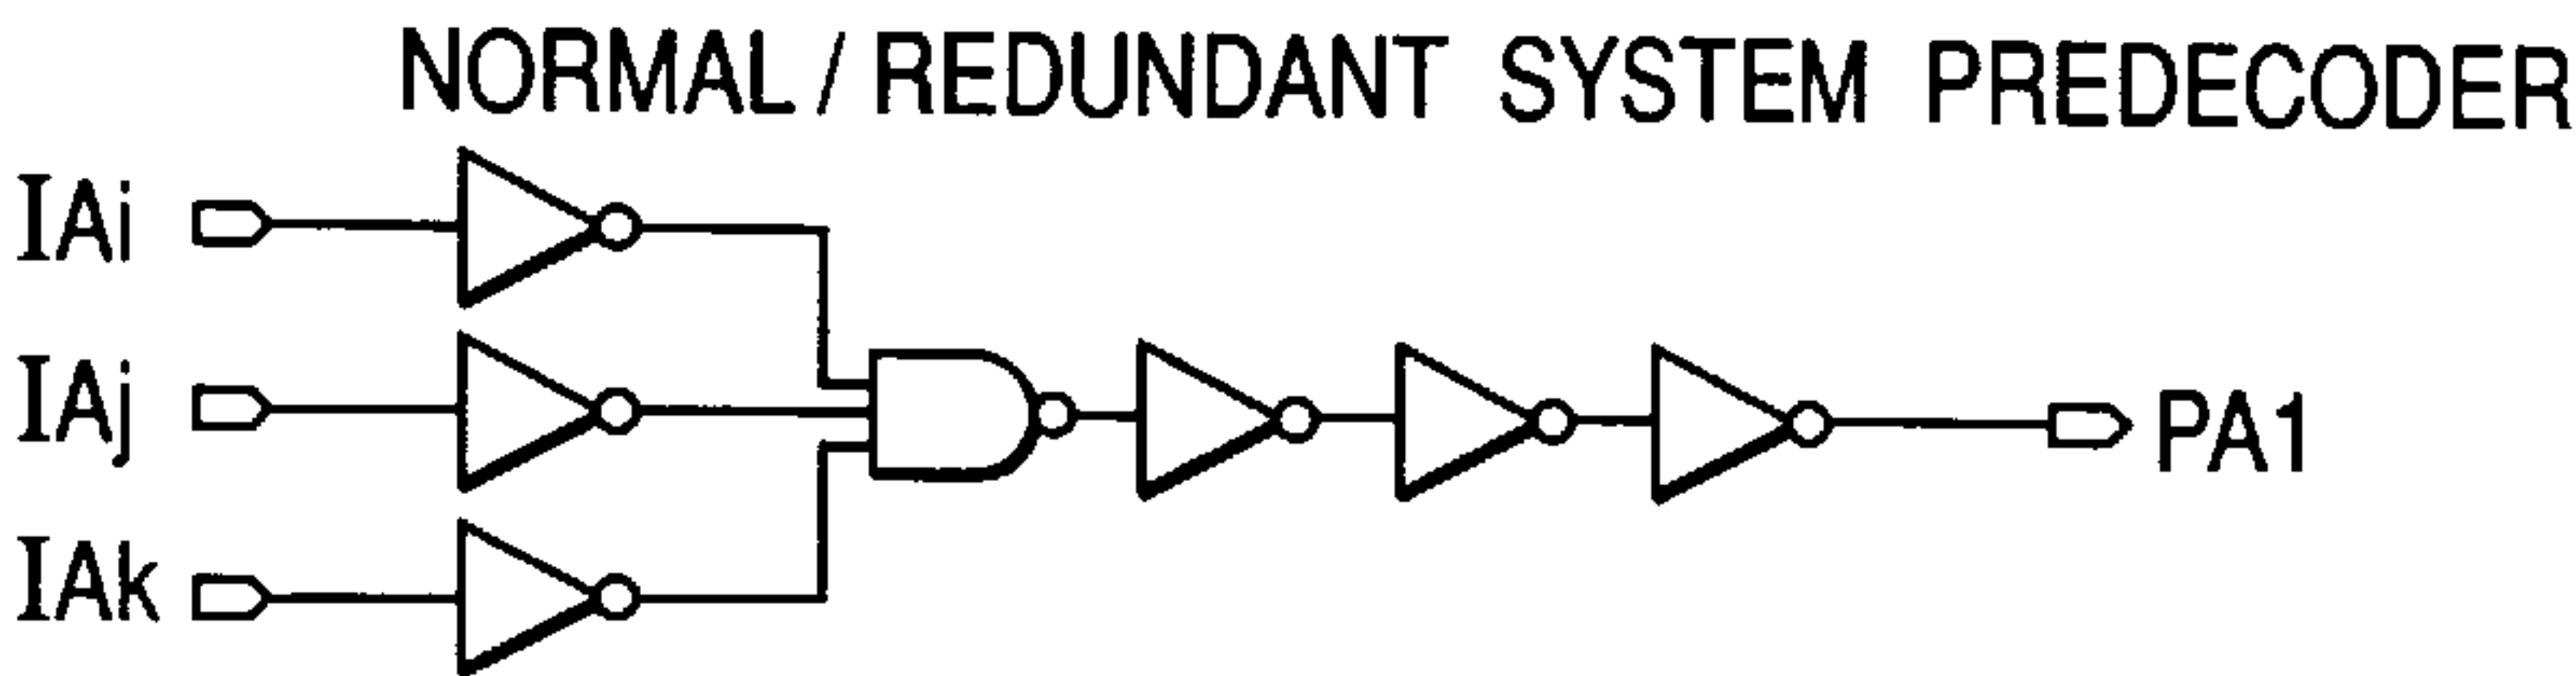 NORMAL / REDUNDANT SYSTEM PREDECODER
IAi
IAj
PA1
IAk